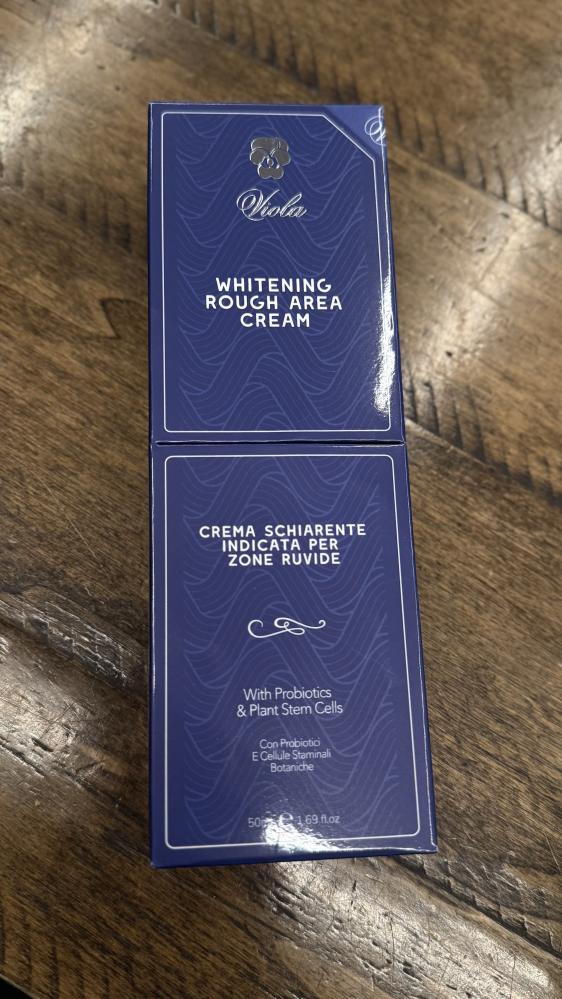 Viola
WHITENING
ROUGH AREA
CREAM
CREMA SCHIARENTE
INDICATA PER
ZONE RUVIDE
With Probiotics
& Plant Stem Cells
Con Probiotici
E Cellule Staminali
Botaniche
1.69 fl.oz